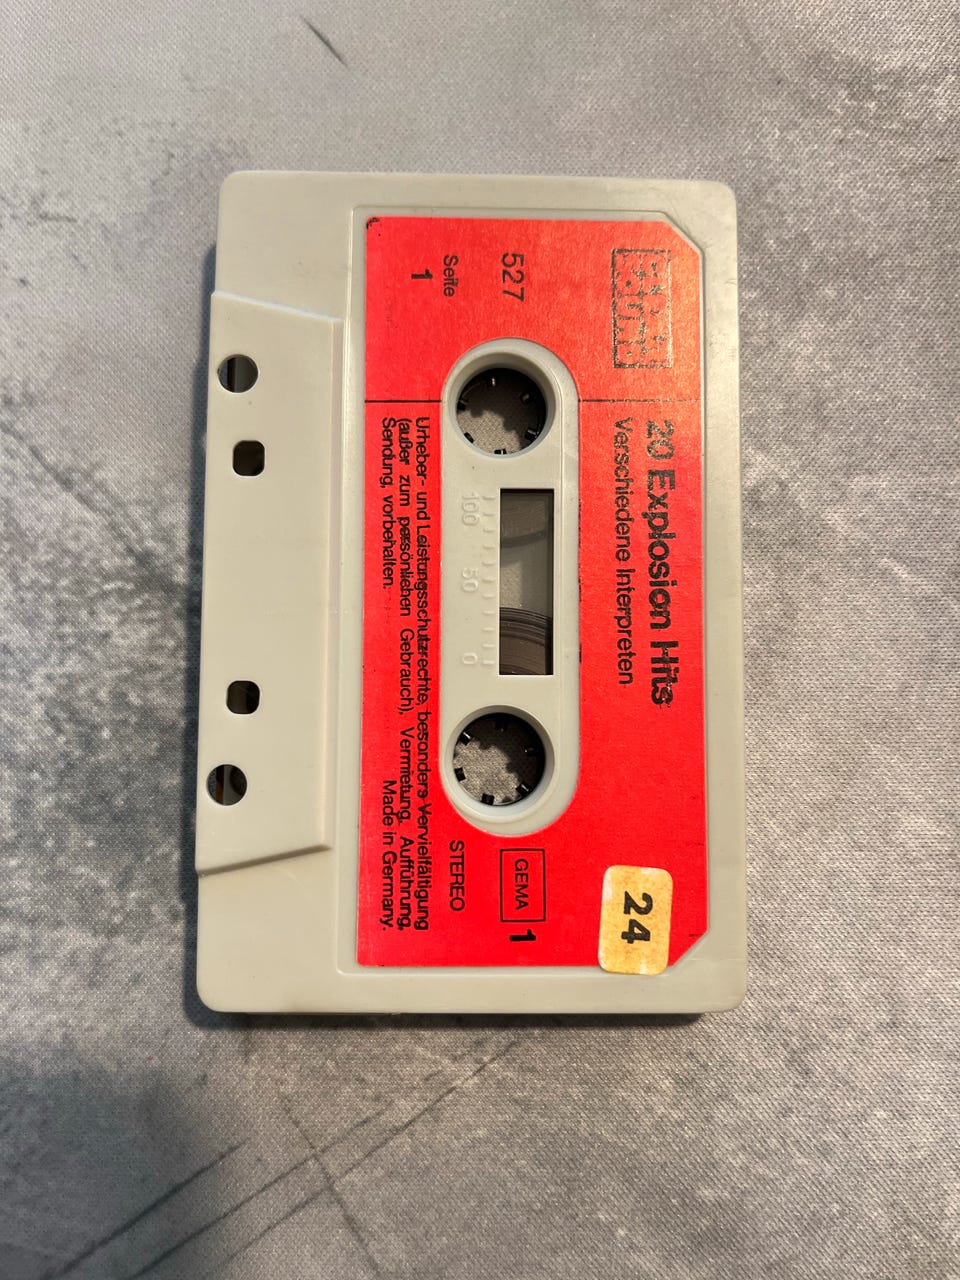 20 Explosion Hits
Verschiedene Interpreten
24
527
Seite
1
GEMA
1
STEREO
100 50 0
Urheber- und Leistungsschutzrechte, besonders Vervielfältigung
(außer zum persönlichen Gebrauch), Vermietung, Aufführung,
Sendung, vorbehalten. Made in Germany.